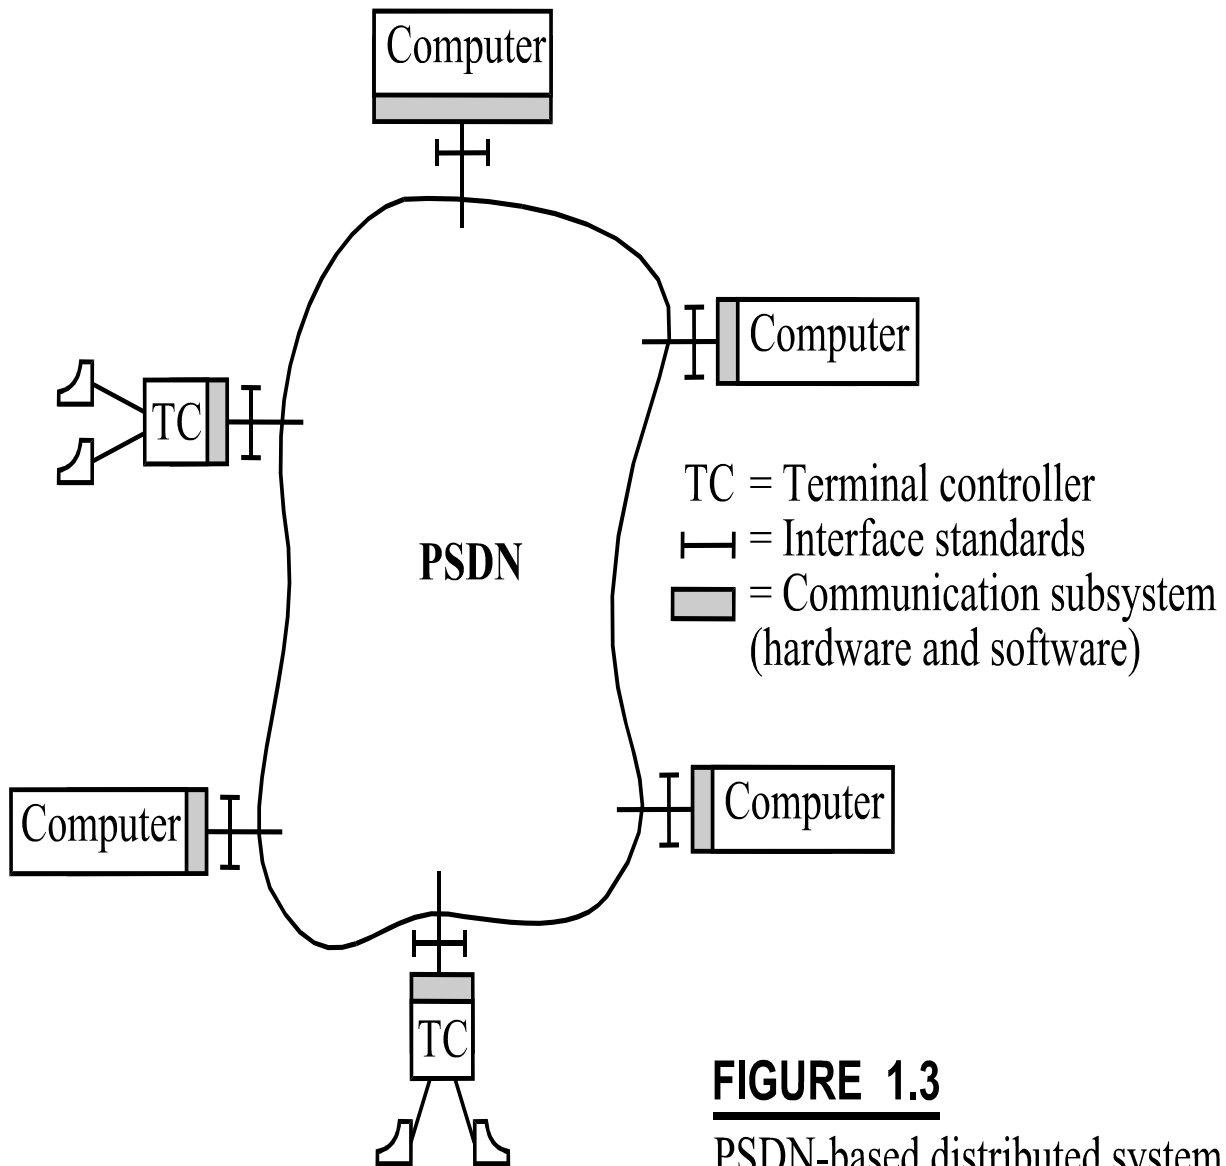 Computer
Computer
TC
TC = Terminal controller
= Interface standards
PSDN
= Communication subsystem
(hardware and software)
Computer
Computer
TC
FIGURE 1.3
PSDN-based distributed system